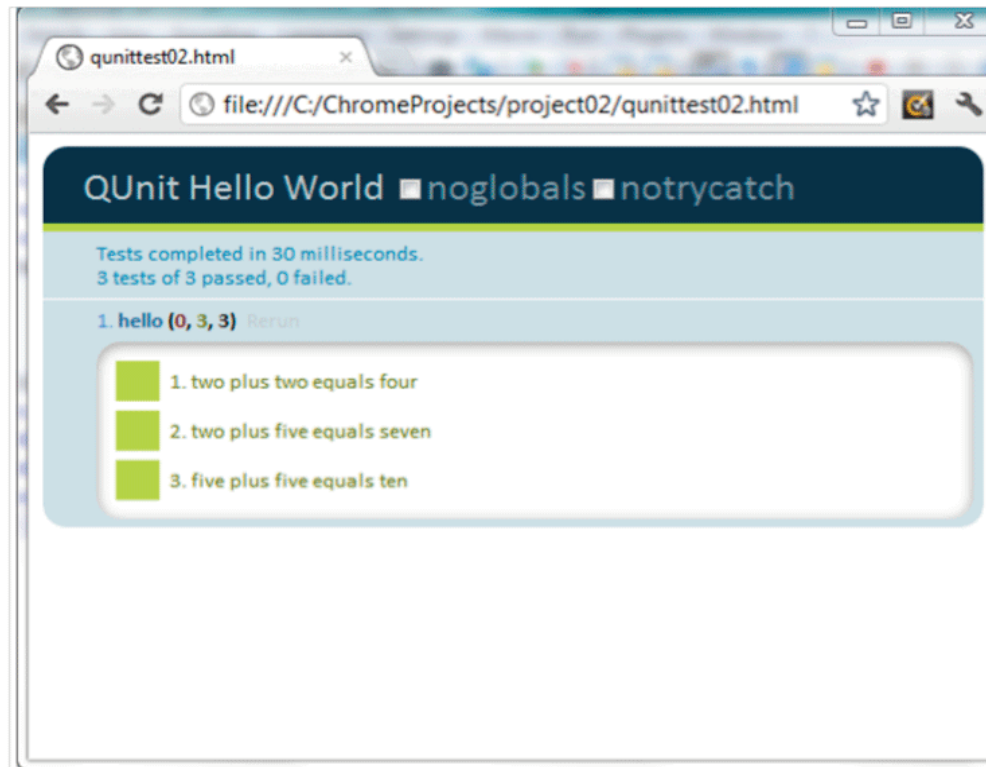 qunittest02.html
file:///C:/ChromeProjects/project02/qunittest02.html
QUnit Hello World noglobals notrycatch
Tests completed in 30 milliseconds.
3 tests of 3 passed, 0 failed.
1. hello (0, 3, 3) Rerun
1. two plus two equals four
2. two plus five equals seven
3. five plus five equals ten